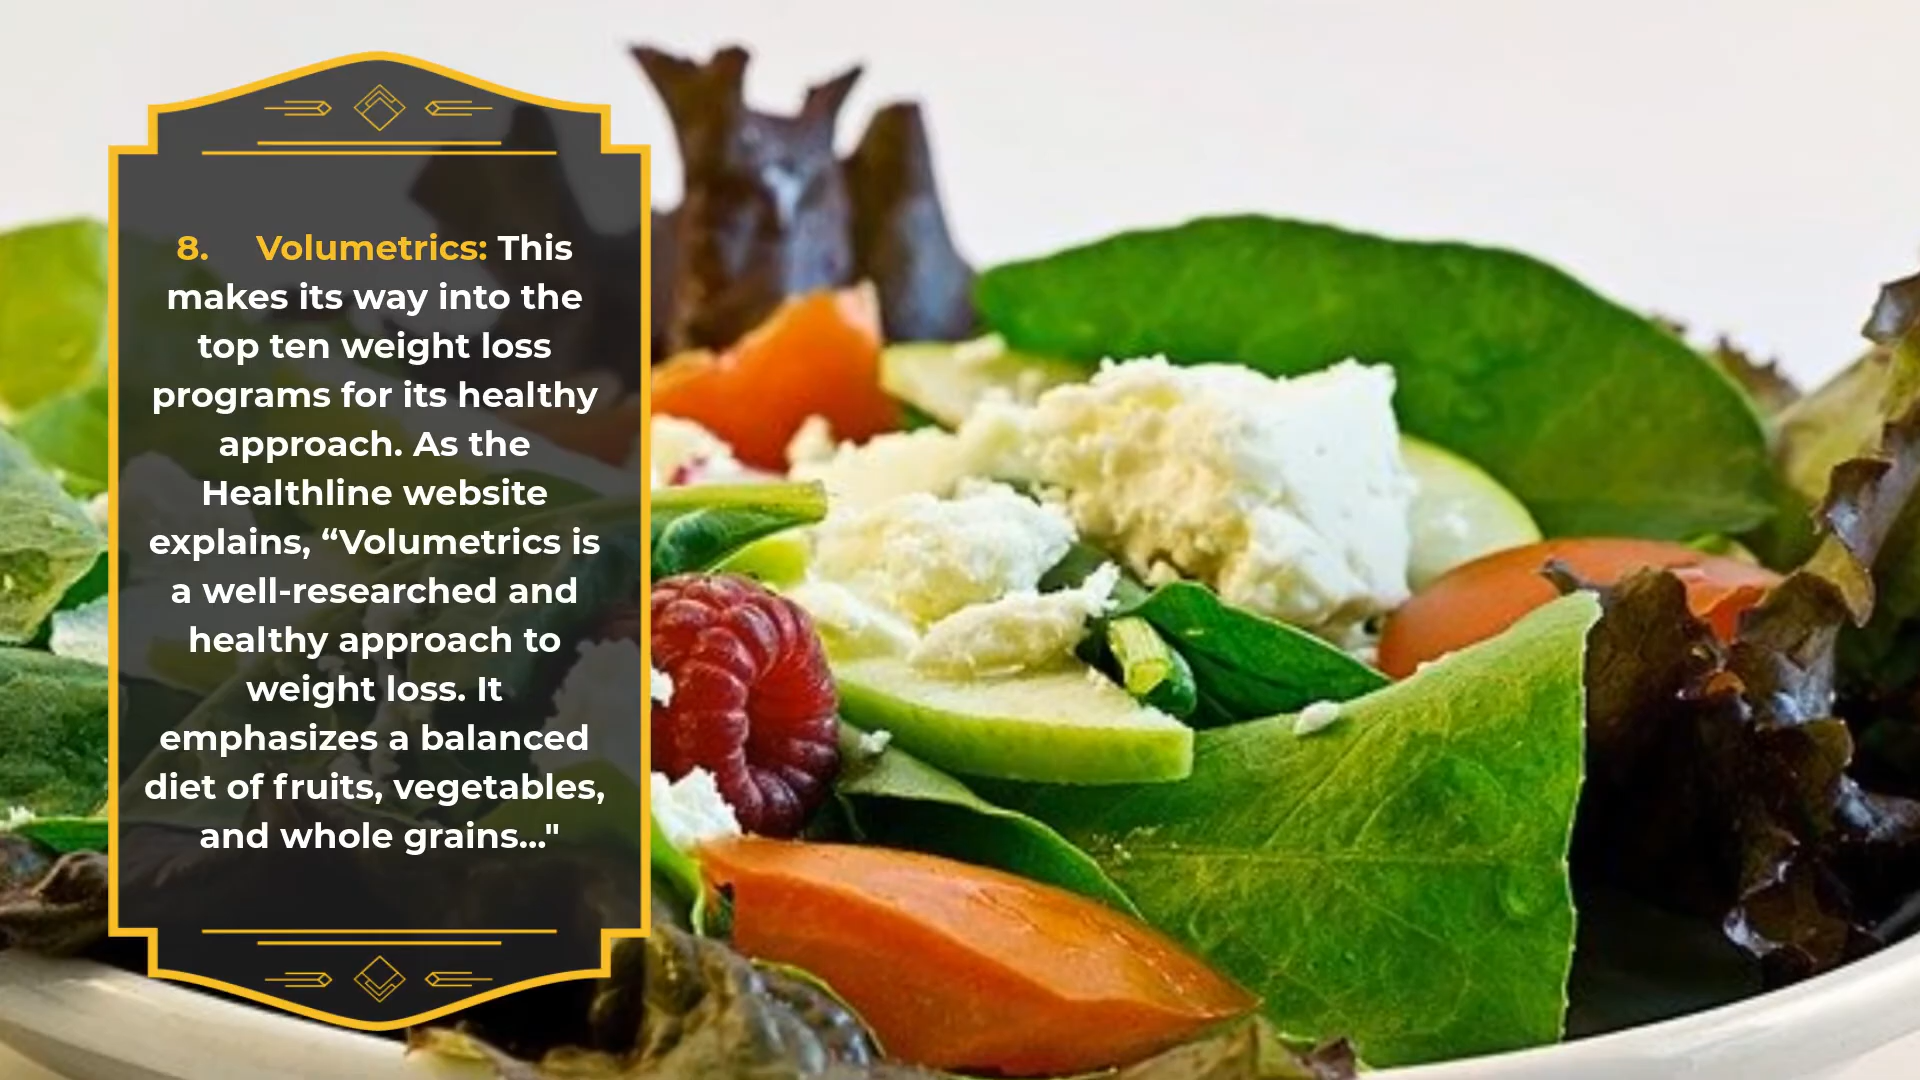 8. Volumetrics: This
makes its way into the
top ten weight loss
programs for its healthy
approach. As the
Healthline website
explains, “Volumetrics is
a well-researched and
healthy approach to
weight loss. It
emphasizes a balanced
diet of fruits, vegetables,
and whole grains..."